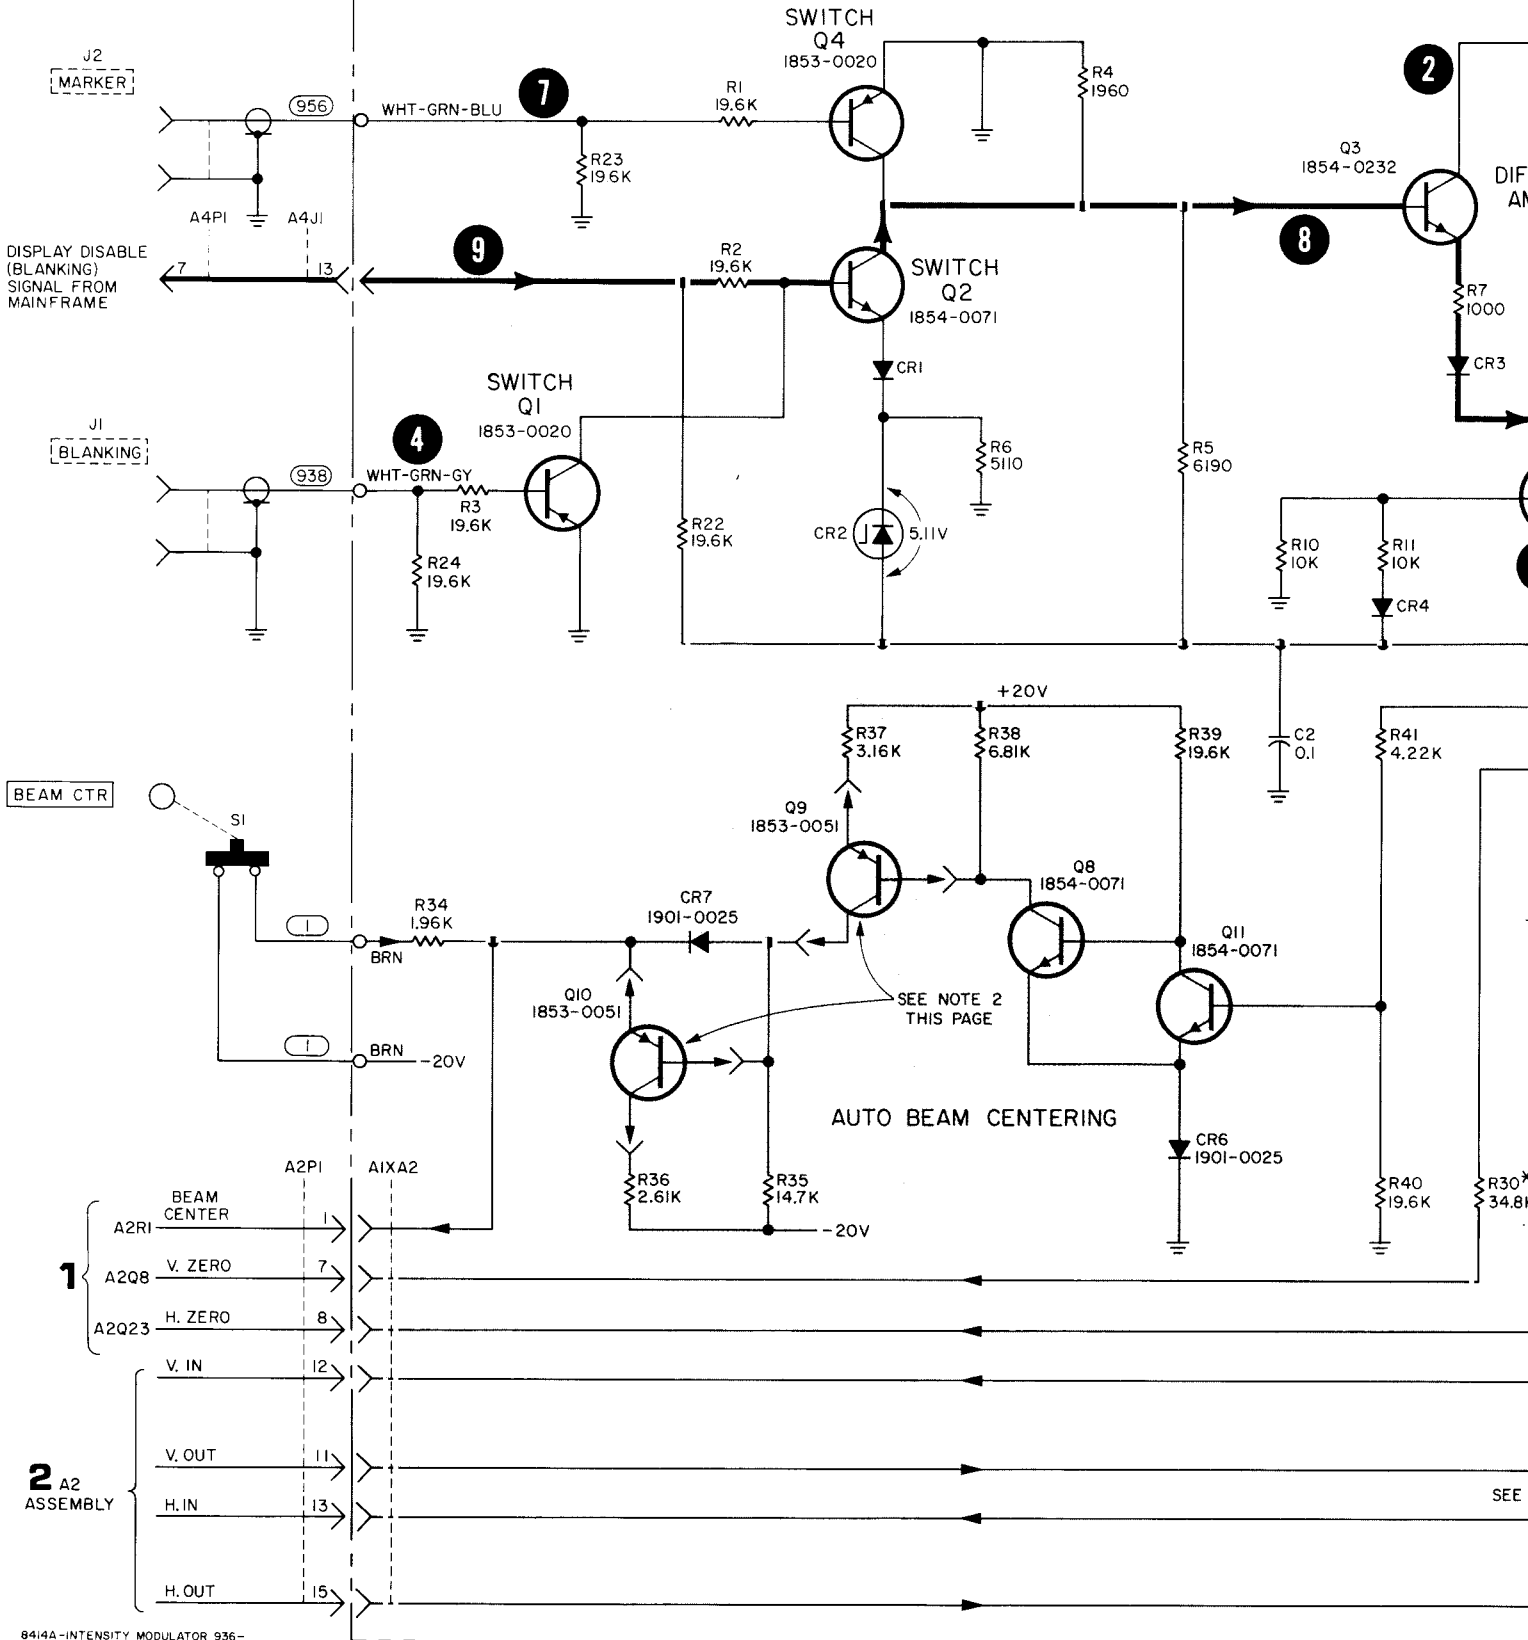 SWITCH
Q4
1853-0020
J2
MARKER
956
WHT-GRN-BLU
7
R1
19.6K
R4
1960
2
R23
19.6K
Q3
1854-0232
A4P1
A4J1
DISPLAY DISABLE
(BLANKING)
SIGNAL FROM
MAINFRAME
7
13
9
R2
19.6K
SWITCH
Q2
1854-0071
8
R7
1000
CR1
CR3
SWITCH
Q1
1853-0020
J1
BLANKING
938
4
WHT-GRN-GY
R3
19.6K
R24
19.6K
R22
19.6K
R6
5110
CR2
5.11V
R5
6190
R10
10K
R11
10K
CR4
+20V
R37
3.16K
R38
6.81K
R39
19.6K
C2
0.1
R41
4.22K
BEAM CTR
S1
Q9
1853-0051
Q8
1854-0071
R34
1.96K
CR7
1901-0025
1
BRN
Q11
1854-0071
Q10
1853-0051
SEE NOTE 2
THIS PAGE
1
BRN
-20V
AUTO BEAM CENTERING
CR6
1901-0025
A2P1
A1XA2
R36
2.61K
R35
14.7K
R40
19.6K
R30*
34.8K
-20V
1
A2R1
BEAM
CENTER
1
A2Q8
V. ZERO
7
A2Q23
H. ZERO
8
V. IN
12
2 A2
ASSEMBLY
V. OUT
11
H. IN
13
SEE
H. OUT
15
8414A-INTENSITY MODULATOR 936-